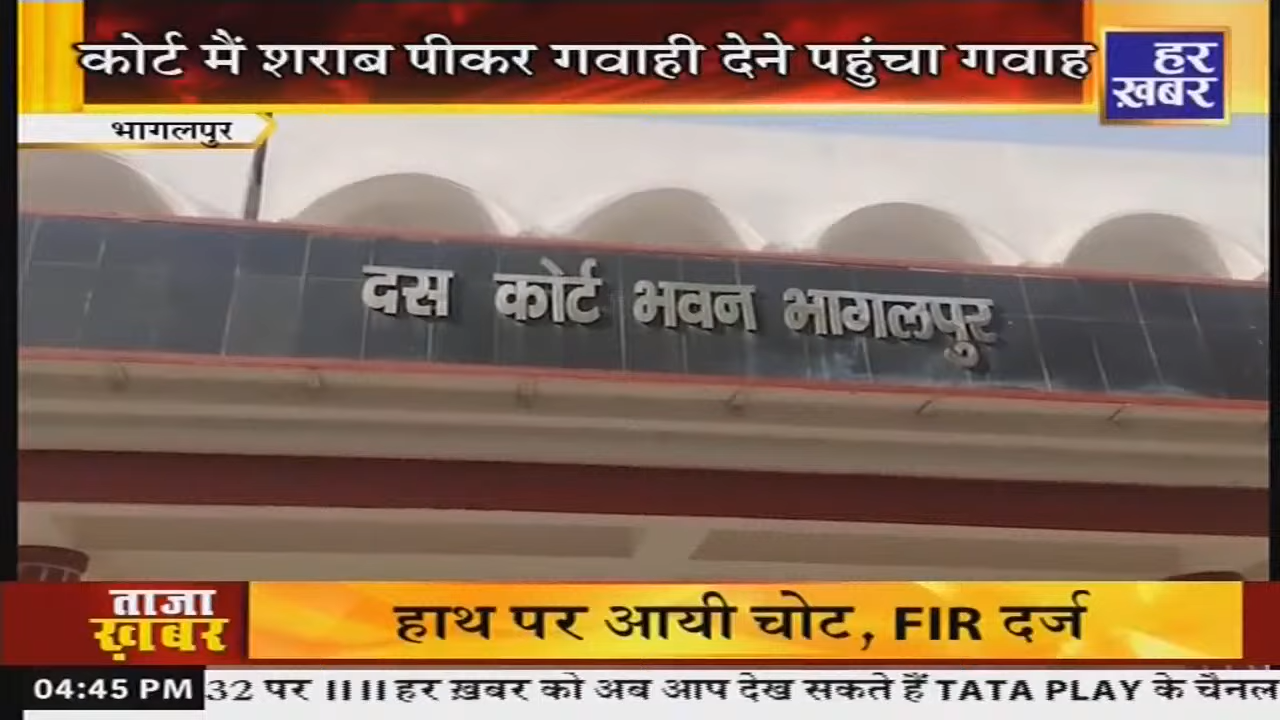 कोर्ट मैं शराब पीकर गवाही देने पहुंचा गवाह
हर
ख़बर
भागलपुर
दस कोर्ट भवन भागलपुर
ताजा
ख़बर
हाथ पर आयी चोट, FIR दर्ज
04:45 PM
32 पर IIII हर ख़बर को अब आप देख सकते हैं TATA PLAY के चैनल